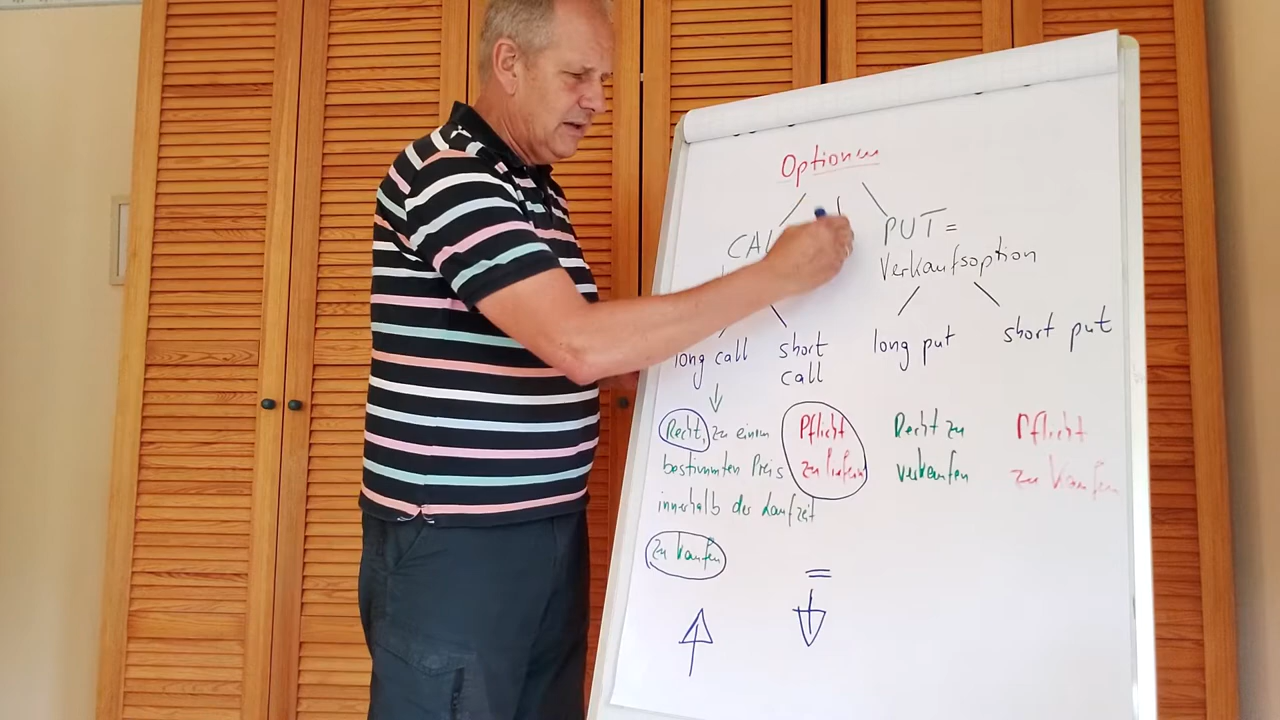 Optionen
PUT =
Verkaufsoption
long call
short
call
long put
short put
Recht, zu einem
bestimmten Preis
innerhalb der Laufzeit
zu kaufen
Pflicht
zu liefern
Recht zu
verkaufen
Pflicht
zu kaufen